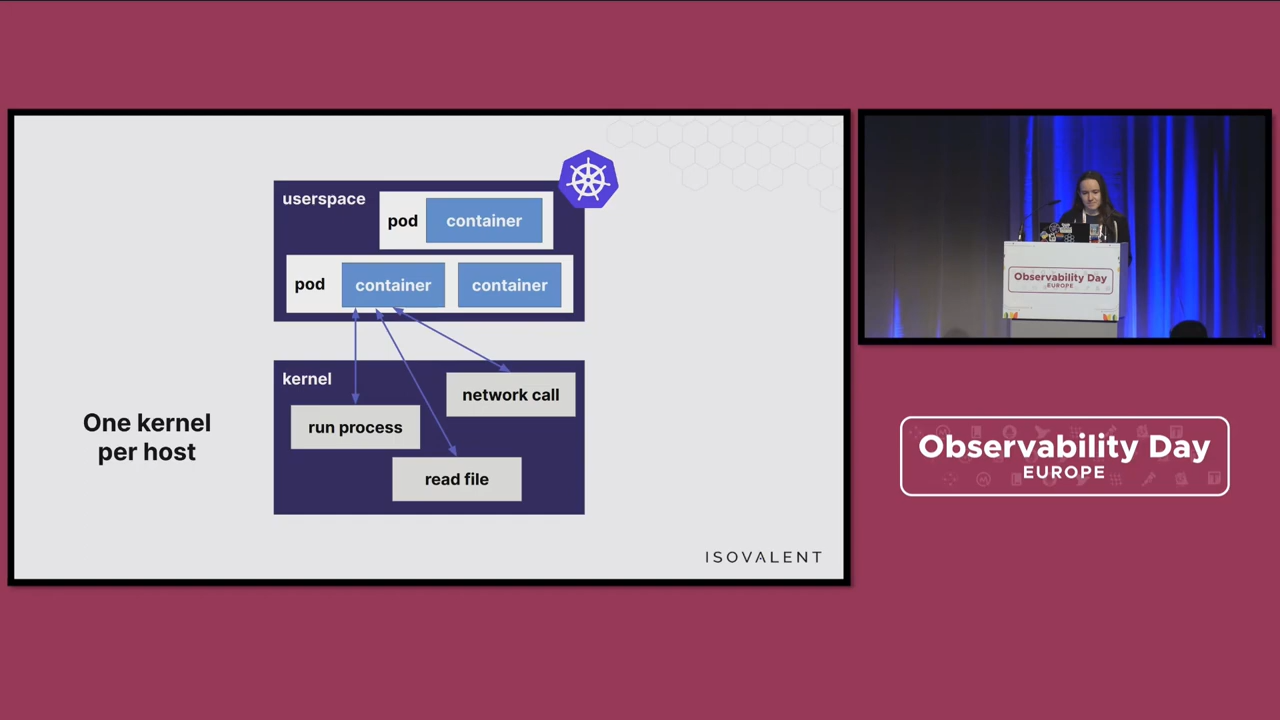 userspace
pod
container
pod
container
container
kernel
network call
run process
read file
One kernel
per host
ISOVALENT
Observability Day
EUROPE
Observability Day
EUROPE